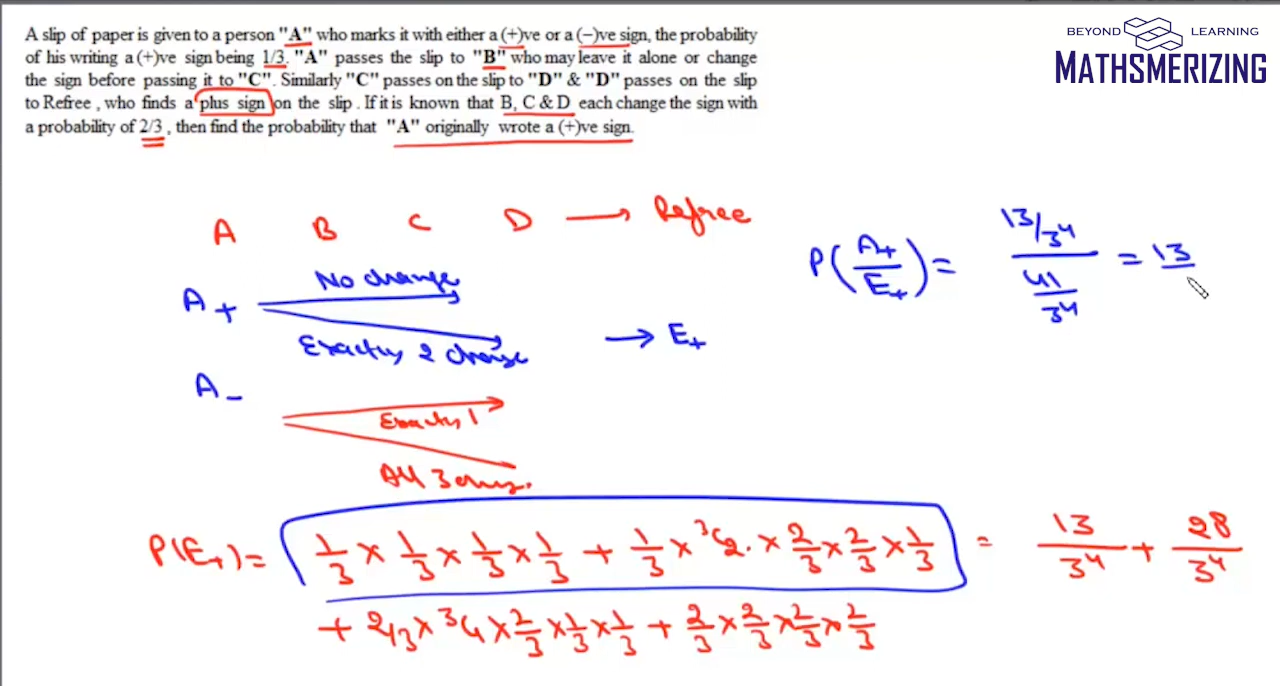 BEYOND LEARNING
MATHSMERIZING
A slip of paper is given to a person "A" who marks it with either a (+)ve or a (−)ve sign, the probability
of his writing a (+)ve sign being 1/3. "A" passes the slip to "B" who may leave it alone or change
the sign before passing it to "C". Similarly "C" passes on the slip to "D" & "D" passes on the slip
to Refree , who finds a plus sign on the slip . If it is known that B, C & D each change the sign with
a probability of 2/3 , then find the probability that "A" originally wrote a (+)ve sign.
A B C D → Refree
P(A+/E+) = (13/3⁴)/(41/3⁴) = 13
No change
A+
Exactly 2 change → E+
A−
Exactly 1
All 3 chng.
P(E+) = 1/3 × 1/3 × 1/3 × 1/3 + 1/3 × ³C₂ × 2/3 × 2/3 × 1/3 = 13/3⁴ + 28/3⁴
+ 2/3 × ³C₁ × 2/3 × 1/3 × 1/3 + 2/3 × 2/3 × 2/3 × 2/3